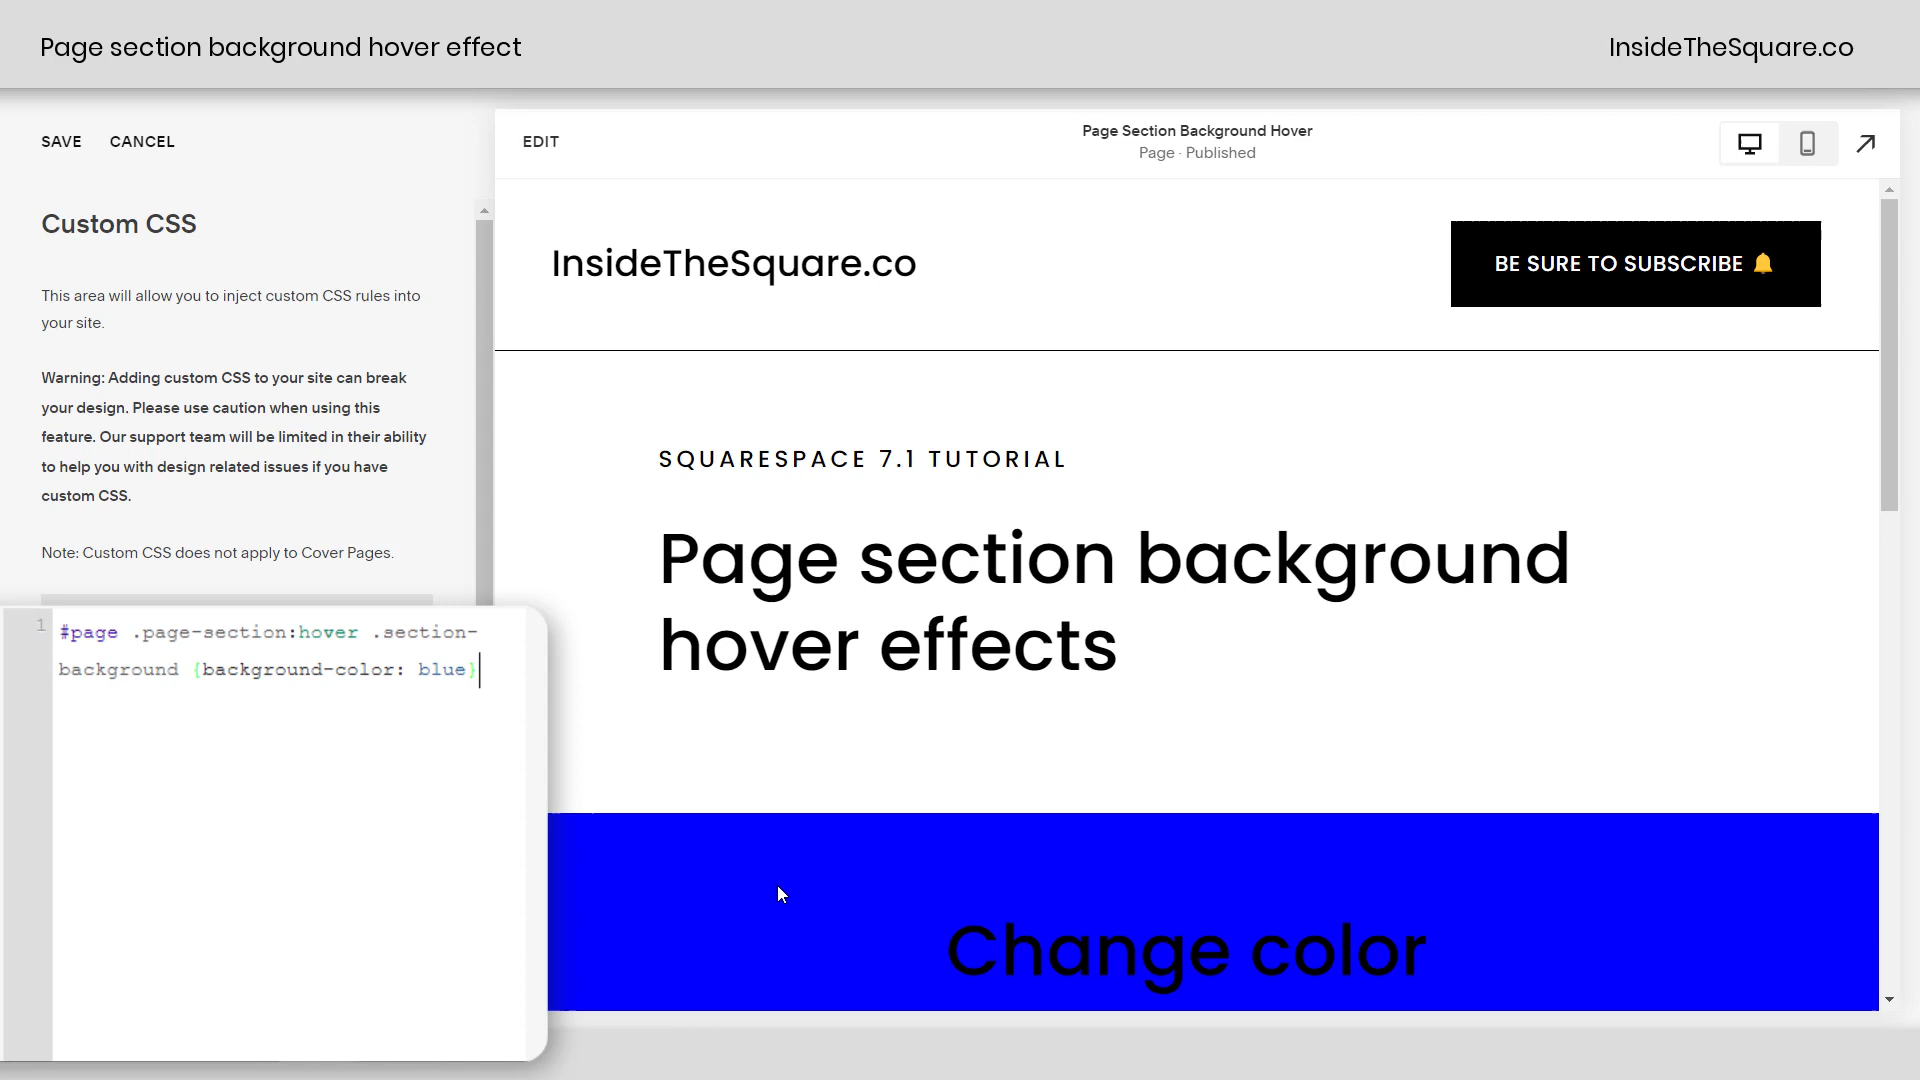 Page section background hover effect
InsideTheSquare.co
SAVE CANCEL
EDIT
Page Section Background Hover
Page · Published
Custom CSS
This area will allow you to inject custom CSS rules into
your site.
Warning: Adding custom CSS to your site can break
your design. Please use caution when using this
feature. Our support team will be limited in their ability
to help you with design related issues if you have
custom CSS.
Note: Custom CSS does not apply to Cover Pages.
1 #page .page-section:hover .section-
background {background-color: blue}
InsideTheSquare.co
BE SURE TO SUBSCRIBE 🔔
SQUARESPACE 7.1 TUTORIAL
Page section background
hover effects
Change color